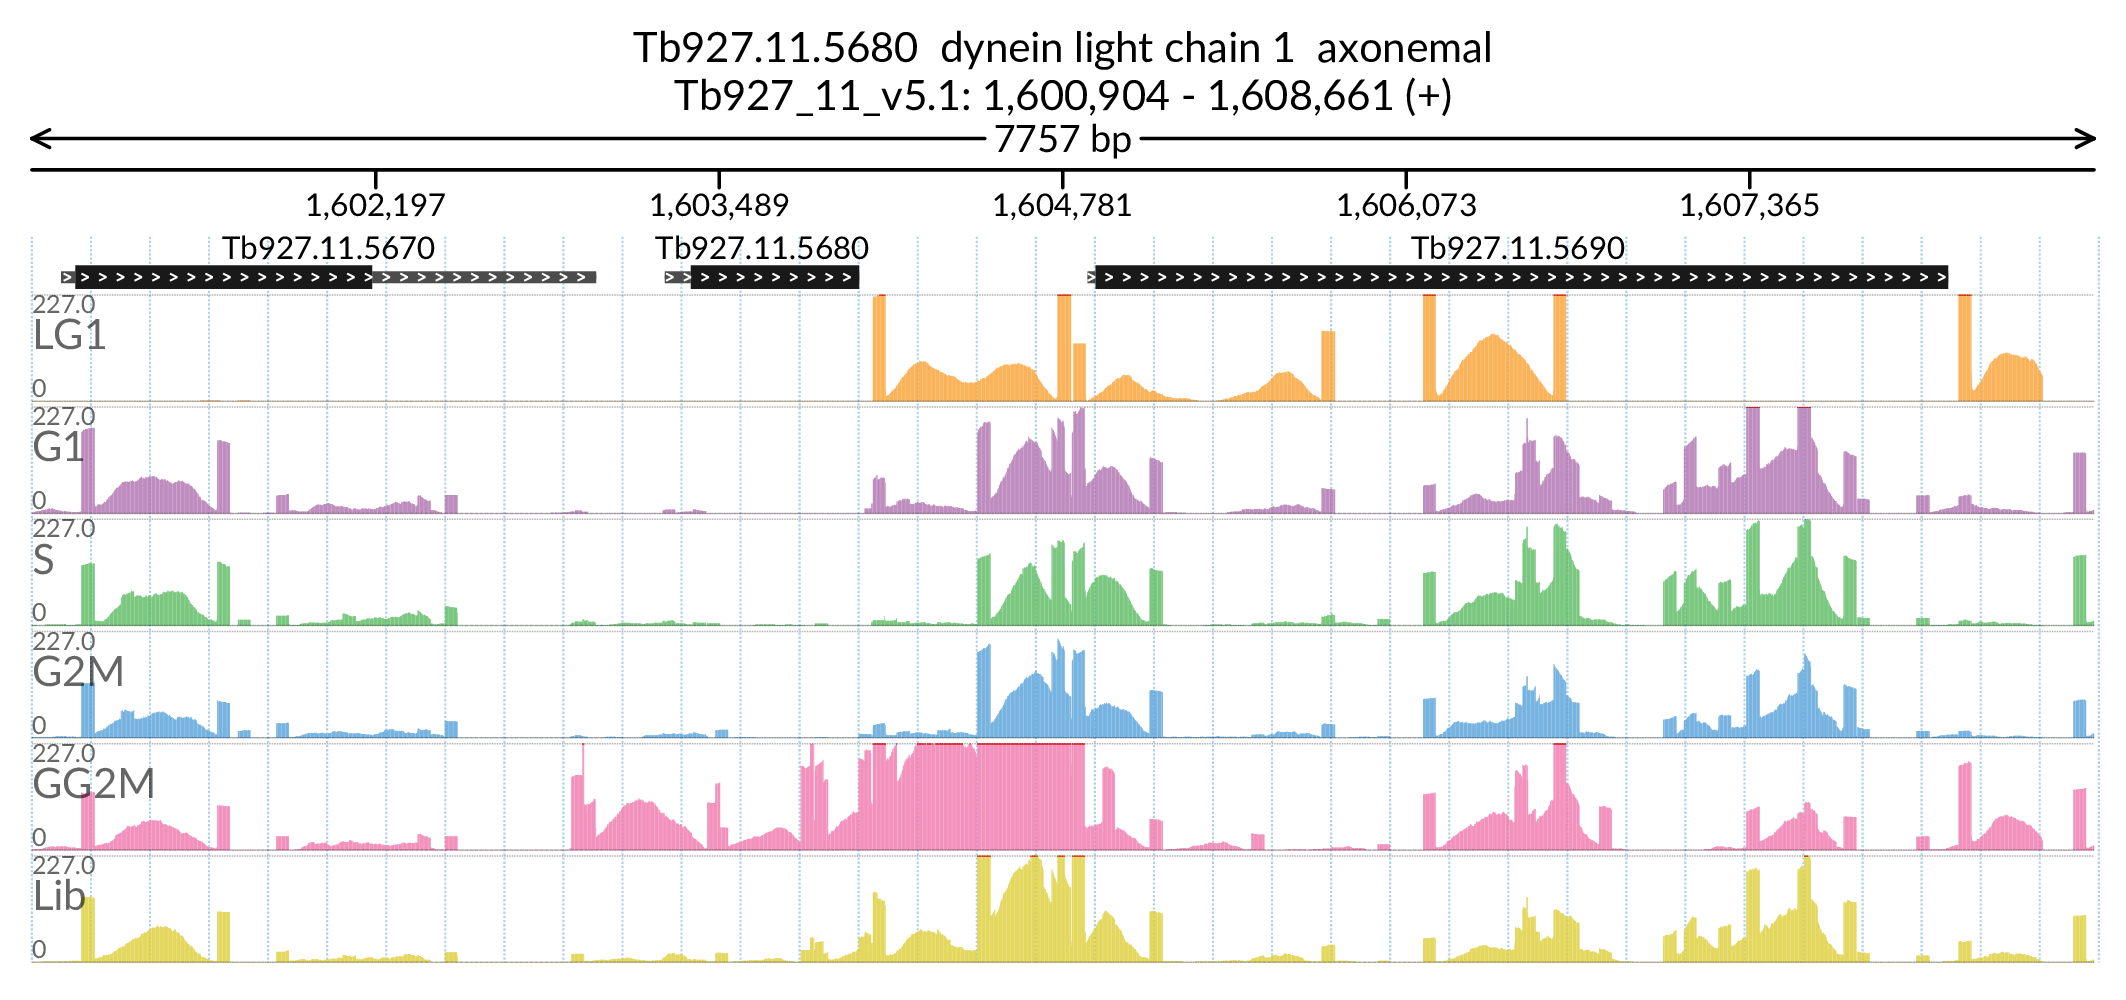 Tb927.11.5680  dynein light chain 1  axonemal
Tb927_11_v5.1: 1,600,904 - 1,608,661 (+)
7757 bp
1,602,197 1,603,489 1,604,781 1,606,073 1,607,365
Tb927.11.5670 Tb927.11.5680 Tb927.11.5690
227.0
LG1
0
227.0
G1
0
227.0
S
0
227.0
G2M
0
227.0
GG2M
0
227.0
Lib
0